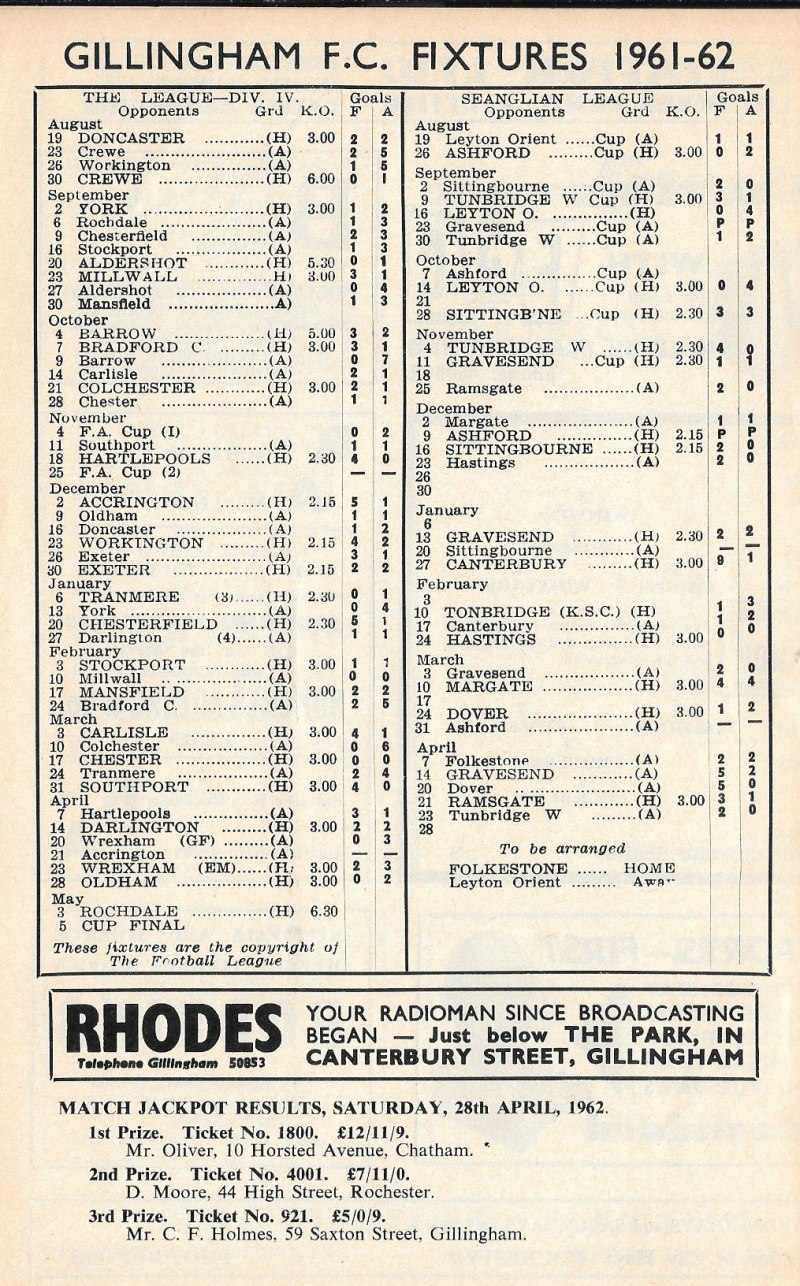 GILLINGHAM F.C. FIXTURES 1961-62
THE LEAGUE—DIV. IV. Goals
Opponents Grd K.O. F A
August
19 DONCASTER ............(H) 3.00 2 2
23 Crewe ....................(A) 2 5
26 Workington ..............(A) 1 5
30 CREWE ....................(H) 6.00 0 1
September
2 YORK ......................(H) 3.00 1 2
6 Rochdale ..................(A) 1 3
9 Chesterfield ..............(A) 2 3
16 Stockport ................(A) 1 3
20 ALDERSHOT ............(H) 5.30 0 1
23 MILLWALL ..............H) 3.00 3 1
27 Aldershot ................(A) 0 4
30 Mansfield ................A) 1 3
October
4 BARROW ..................(H) 5.00 3 2
7 BRADFORD C. .........(H) 3.00 3 1
9 Barrow ....................(A) 0 7
14 Carlisle ..................(A) 2 1
21 COLCHESTER .........(H) 3.00 2 1
28 Chester ..................(A) 1 1
November
4 F.A. Cup (1) 0 2
11 Southport ................(A) 1 1
18 HARTLEPOOLS ......(H) 2.30 4 0
25 F.A. Cup (2) — —
December
2 ACCRINGTON .........(H) 2.15 5 1
9 Oldham ....................(A) 1 1
16 Doncaster ................(A) 1 2
23 WORKINGTON .........(H) 2.15 4 2
26 Exeter ....................(A) 3 1
30 EXETER ..................(H) 2.15 2 2
January
6 TRANMERE (3)......(H) 2.30 0 1
13 York ......................(A) 0 4
20 CHESTERFIELD ......(H) 2.30 5 1
27 Darlington (4)......(A) 1 1
February
3 STOCKPORT ............(H) 3.00 1 1
10 Millwall ..................(A) 0 0
17 MANSFIELD ............(H) 3.00 2 2
24 Bradford C. .............(A) 2 5
March
3 CARLISLE ................(H) 3.00 4 1
10 Colchester ................(A) 0 6
17 CHESTER ................(H) 3.00 0 0
24 Tranmere ................(A) 2 4
31 SOUTHPORT ............(H) 3.00 4 0
April
7 Hartlepools ..............(A) 3 1
14 DARLINGTON .........(H) 3.00 2 2
20 Wrexham (GF) .........(A) 0 3
21 Accrington ..............(A) — —
23 WREXHAM (EM)......(H) 3.00 2 3
28 OLDHAM ................(H) 3.00 0 2
May
3 ROCHDALE ..............(H) 6.30
5 CUP FINAL
These fixtures are the copyright of
The Football League
SEANGLIAN LEAGUE Goals
Opponents Grd K.O. F A
August
19 Leyton Orient ......Cup (A) 1 1
26 ASHFORD .........Cup (H) 3.00 0 2
September
2 Sittingbourne ......Cup (A) 2 0
9 TUNBRIDGE W Cup (H) 3.00 3 1
16 LEYTON O. ...............(H) 0 4
23 Gravesend ......Cup (A) P P
30 Tunbridge W ......Cup (A) 1 2
October
7 Ashford ..............Cup (A)
14 LEYTON O. ......Cup (H) 3.00 0 4
21
28 SITTINGB'NE ...Cup (H) 2.30 3 3
November
4 TUNBRIDGE W ......(H) 2.30 4 0
11 GRAVESEND ...Cup (H) 2.30 1 1
18
25 Ramsgate ................(A) 2 0
December
2 Margate ..................(A) 1 1
9 ASHFORD ................(H) 2.15 P P
16 SITTINGBOURNE ......(H) 2.15 2 0
23 Hastings ..................(A) 2 0
26
30
January
6
13 GRAVESEND ............(H) 2.30 2 2
20 Sittingbourne ............(A) — —
27 CANTERBURY .........(H) 3.00 9 1
February
3
10 TONBRIDGE (K.S.C.) (H) 1 3
17 Canterbury ..............(A) 1 2
24 HASTINGS ................(H) 3.00 0 0
March
3 Gravesend ................(A) 2 0
10 MARGATE ................(H) 3.00 4 4
17
24 DOVER ....................(H) 3.00 1 2
31 Ashford ..................(A) — —
April
7 Folkestone ................(A) 2 2
14 GRAVESEND ............(A) 5 2
20 Dover ......................(A) 5 0
21 RAMSGATE ............(H) 3.00 3 1
23 Tunbridge W .........(A) 2 0
28
To be arranged
FOLKESTONE ...... HOME
Leyton Orient ......... Away
RHODES
Telephone Gillingham 50853
YOUR RADIOMAN SINCE BROADCASTING
BEGAN — Just below THE PARK, IN
CANTERBURY STREET, GILLINGHAM
MATCH JACKPOT RESULTS, SATURDAY, 28th APRIL, 1962.
1st Prize. Ticket No. 1800. £12/11/9.
Mr. Oliver, 10 Horsted Avenue, Chatham.
2nd Prize. Ticket No. 4001. £7/11/0.
D. Moore, 44 High Street, Rochester.
3rd Prize. Ticket No. 921. £5/0/9.
Mr. C. F. Holmes, 59 Saxton Street, Gillingham.